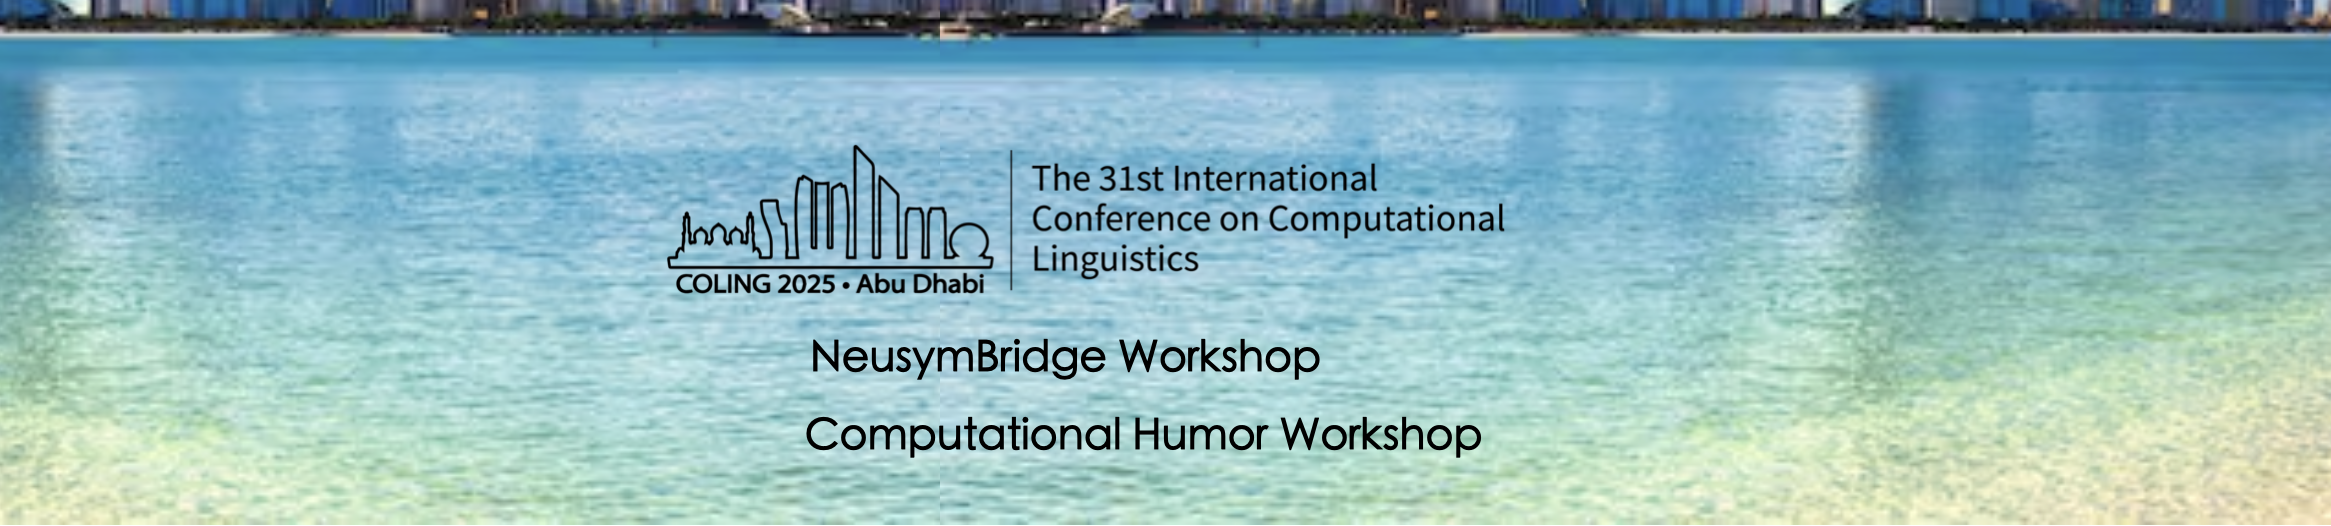 COLING 2025 • Abu Dhabi
The 31st International
Conference on Computational
Linguistics
NeusymBridge Workshop
Computational Humor Workshop